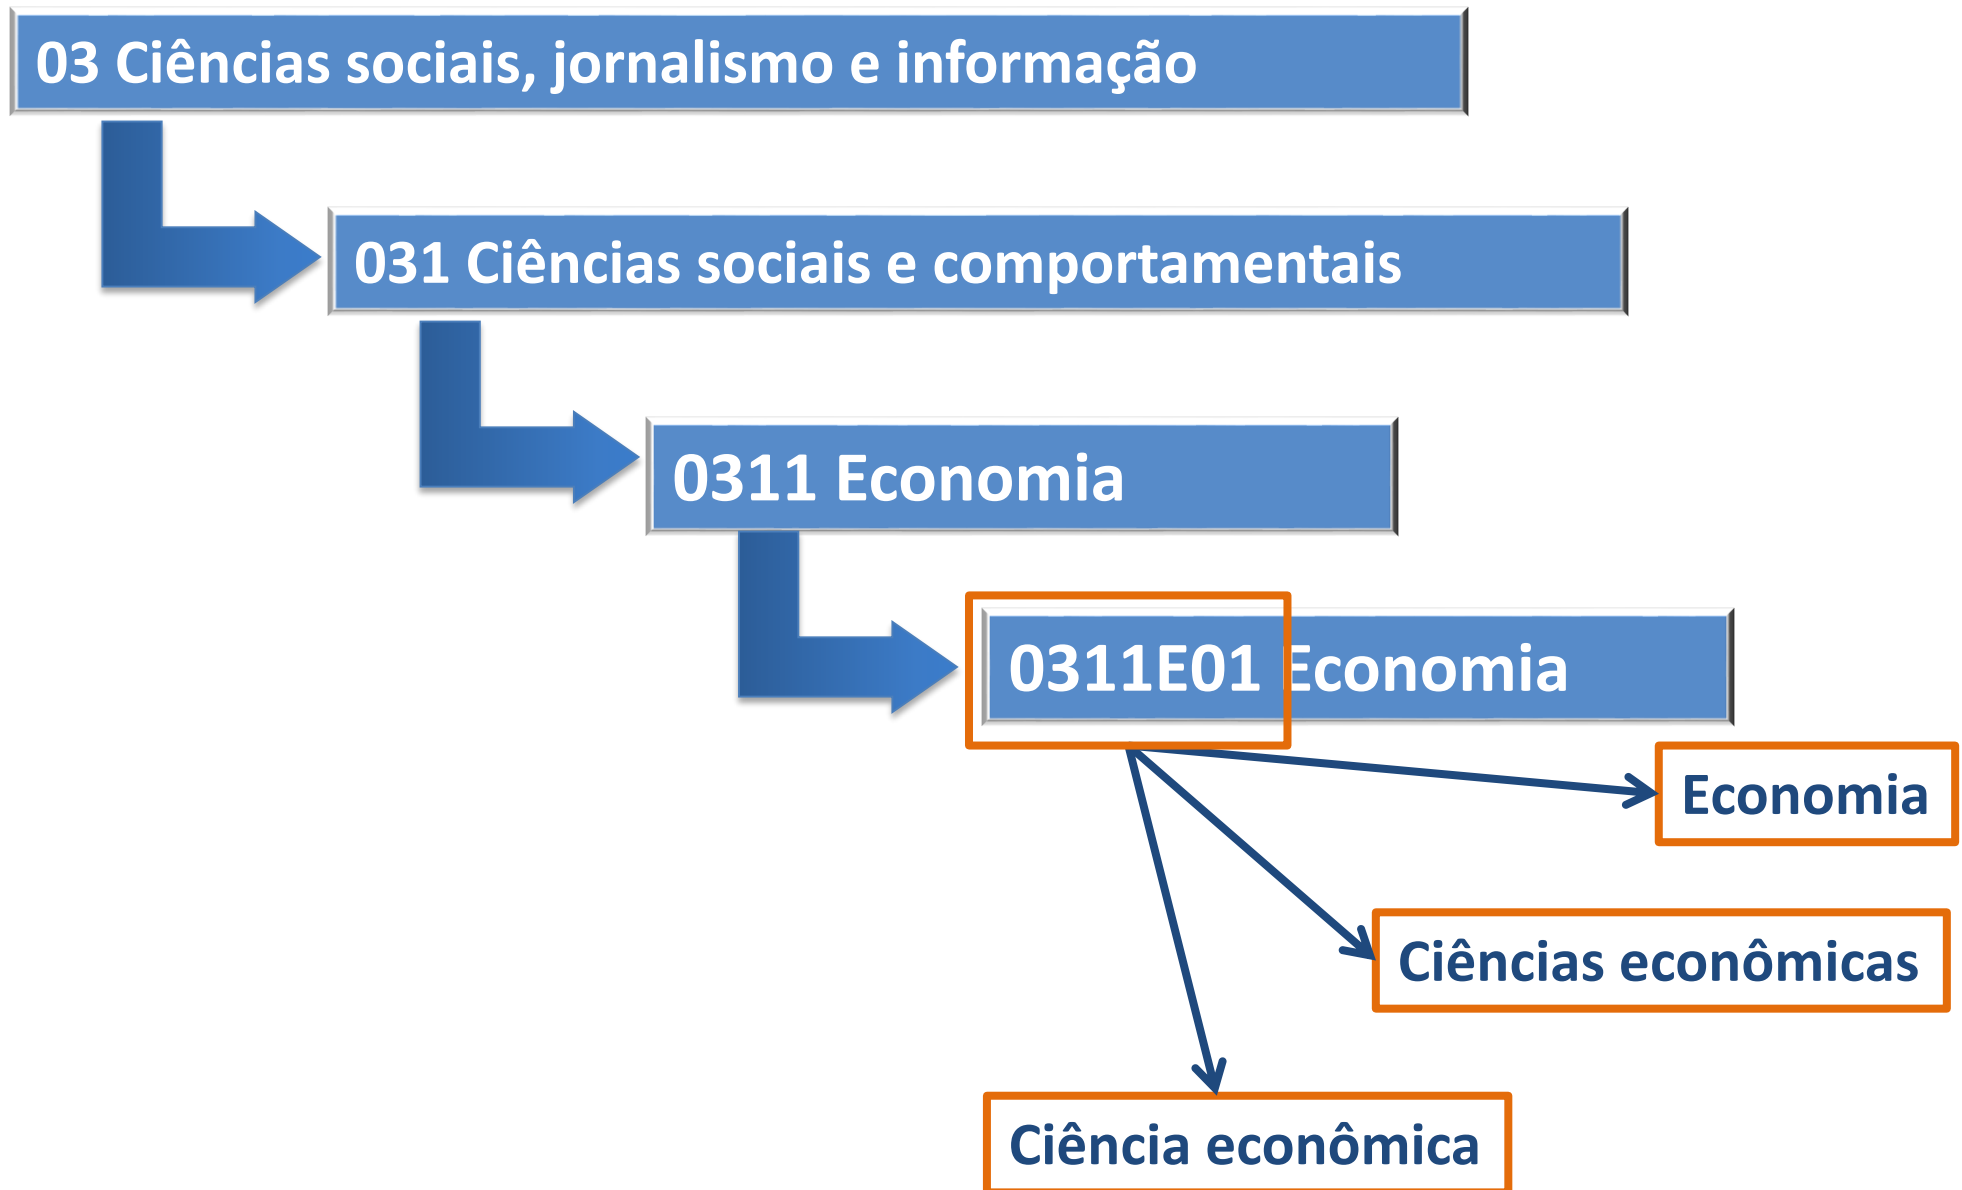 03 Ciências sociais, jornalismo e informação
031 Ciências sociais e comportamentais
0311 Economia
0311E01 Economia
Economia
Ciências econômicas
Ciência econômica